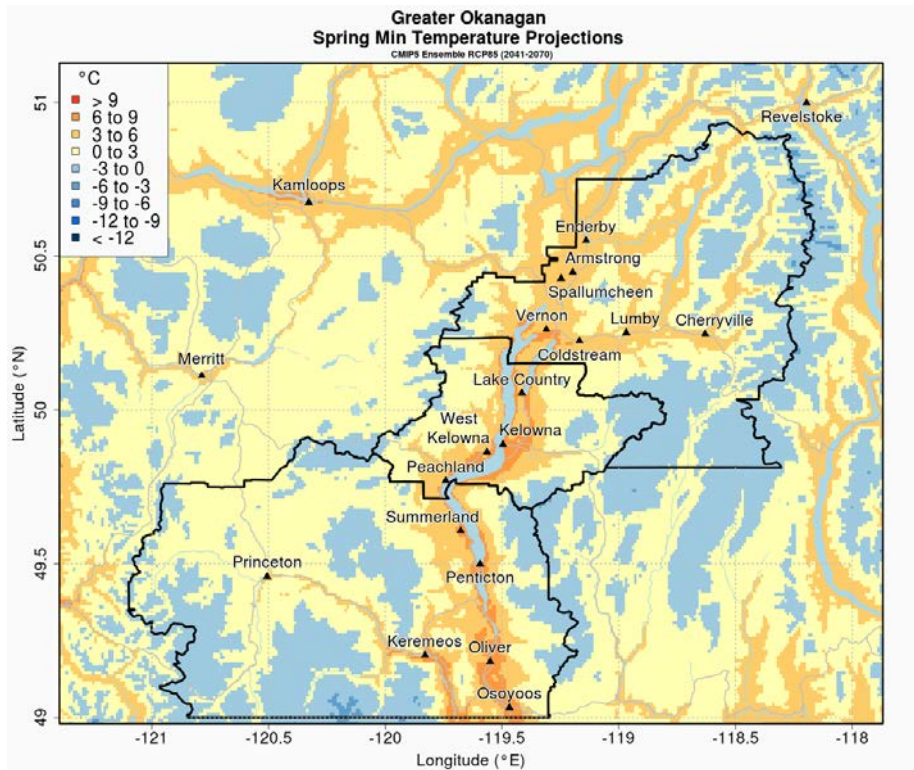 Greater Okanagan
Spring Min Temperature Projections
CMIP5 Ensemble RCP85 (2041-2070)
°C
> 9
6 to 9
3 to 6
0 to 3
-3 to 0
-6 to -3
-9 to -6
-12 to -9
< -12
51
50.5
50
49.5
49
Latitude (°N)
Revelstoke
Kamloops
Enderby
Armstrong
Spallumcheen
Vernon
Lumby
Cherryville
Coldstream
Merritt
Lake Country
West
Kelowna
Kelowna
Peachland
Summerland
Princeton
Penticton
Keremeos
Oliver
Osoyoos
-121
-120.5
-120
-119.5
-119
-118.5
-118
Longitude (°E)